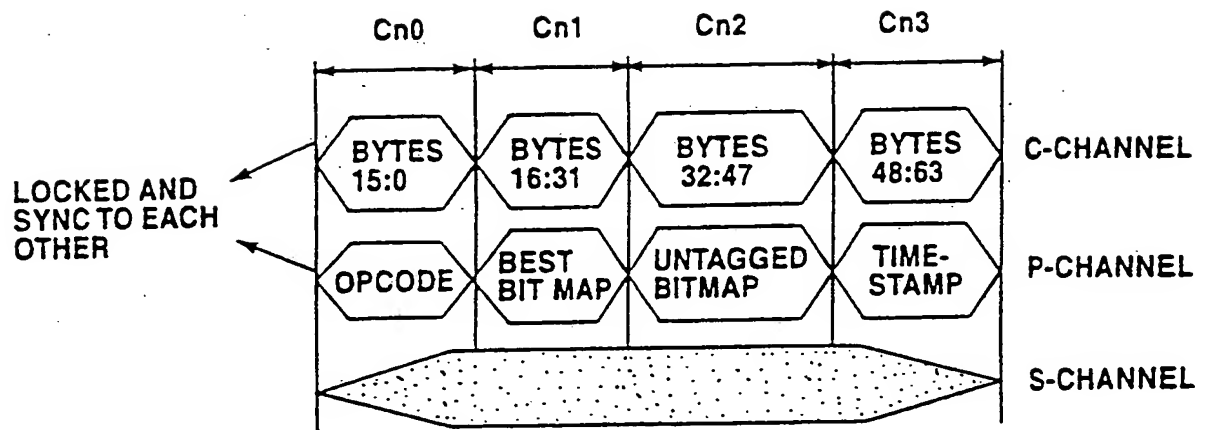 Cn0 Cn1 Cn2 Cn3
BYTES
15:0
BYTES
16:31
BYTES
32:47
BYTES
48:63
C-CHANNEL
LOCKED AND
SYNC TO EACH
OTHER
OPCODE
BEST
BIT MAP
UNTAGGED
BITMAP
TIME-
STAMP
P-CHANNEL
S-CHANNEL